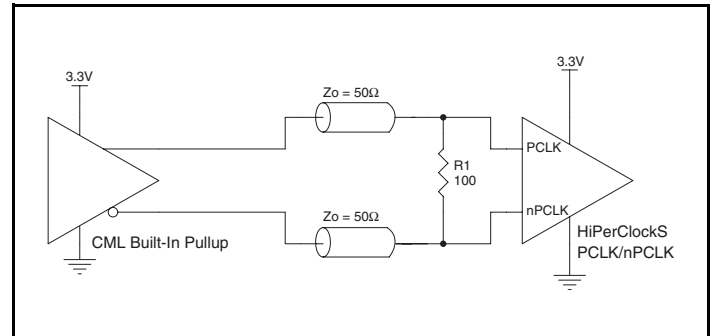 3.3V
3.3V
Zo = 50Ω
PCLK
R1
100
nPCLK
Zo = 50Ω
CML Built-In Pullup
HiPerClockS
PCLK/nPCLK